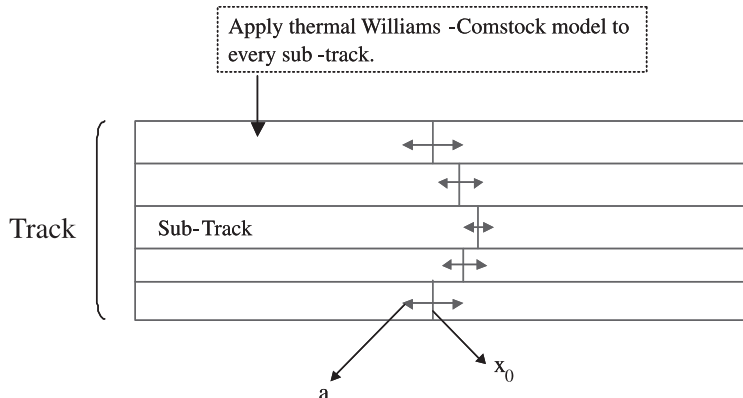 Apply thermal Williams -Comstock model to
every sub -track.
Track
Sub-Track
x0
a